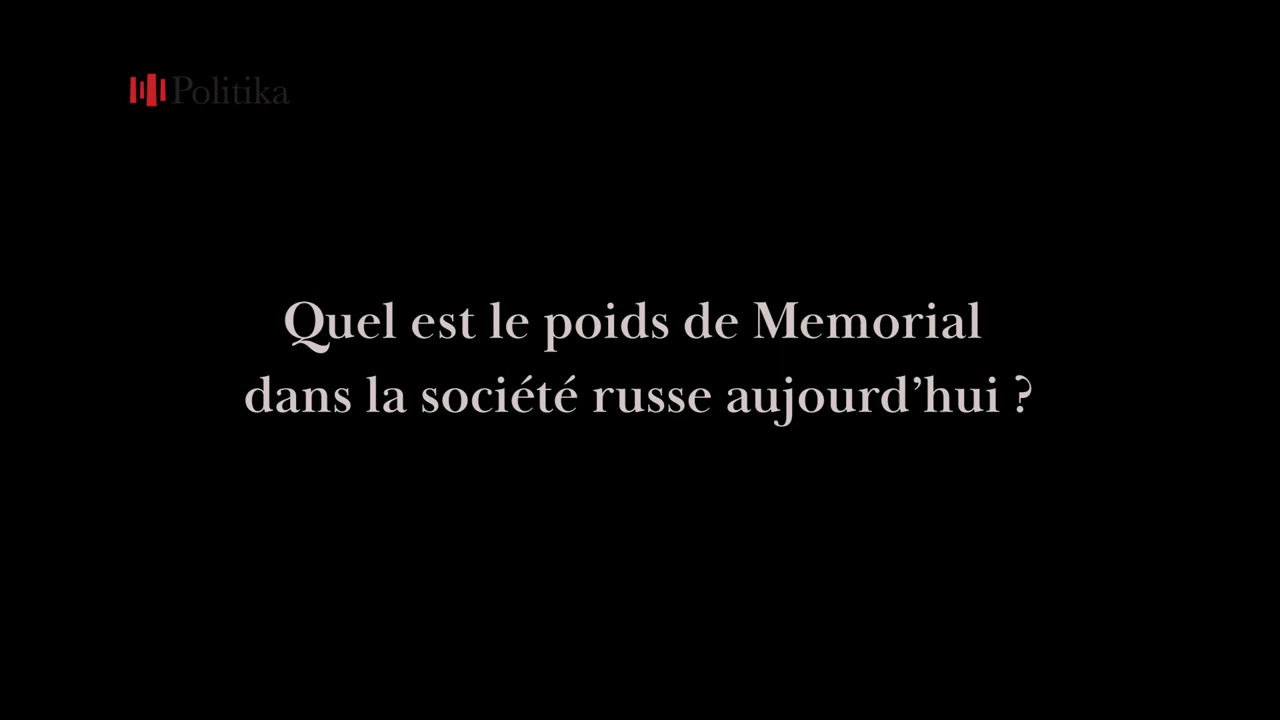 Politika
Quel est le poids de Memorial
dans la société russe aujourd’hui ?